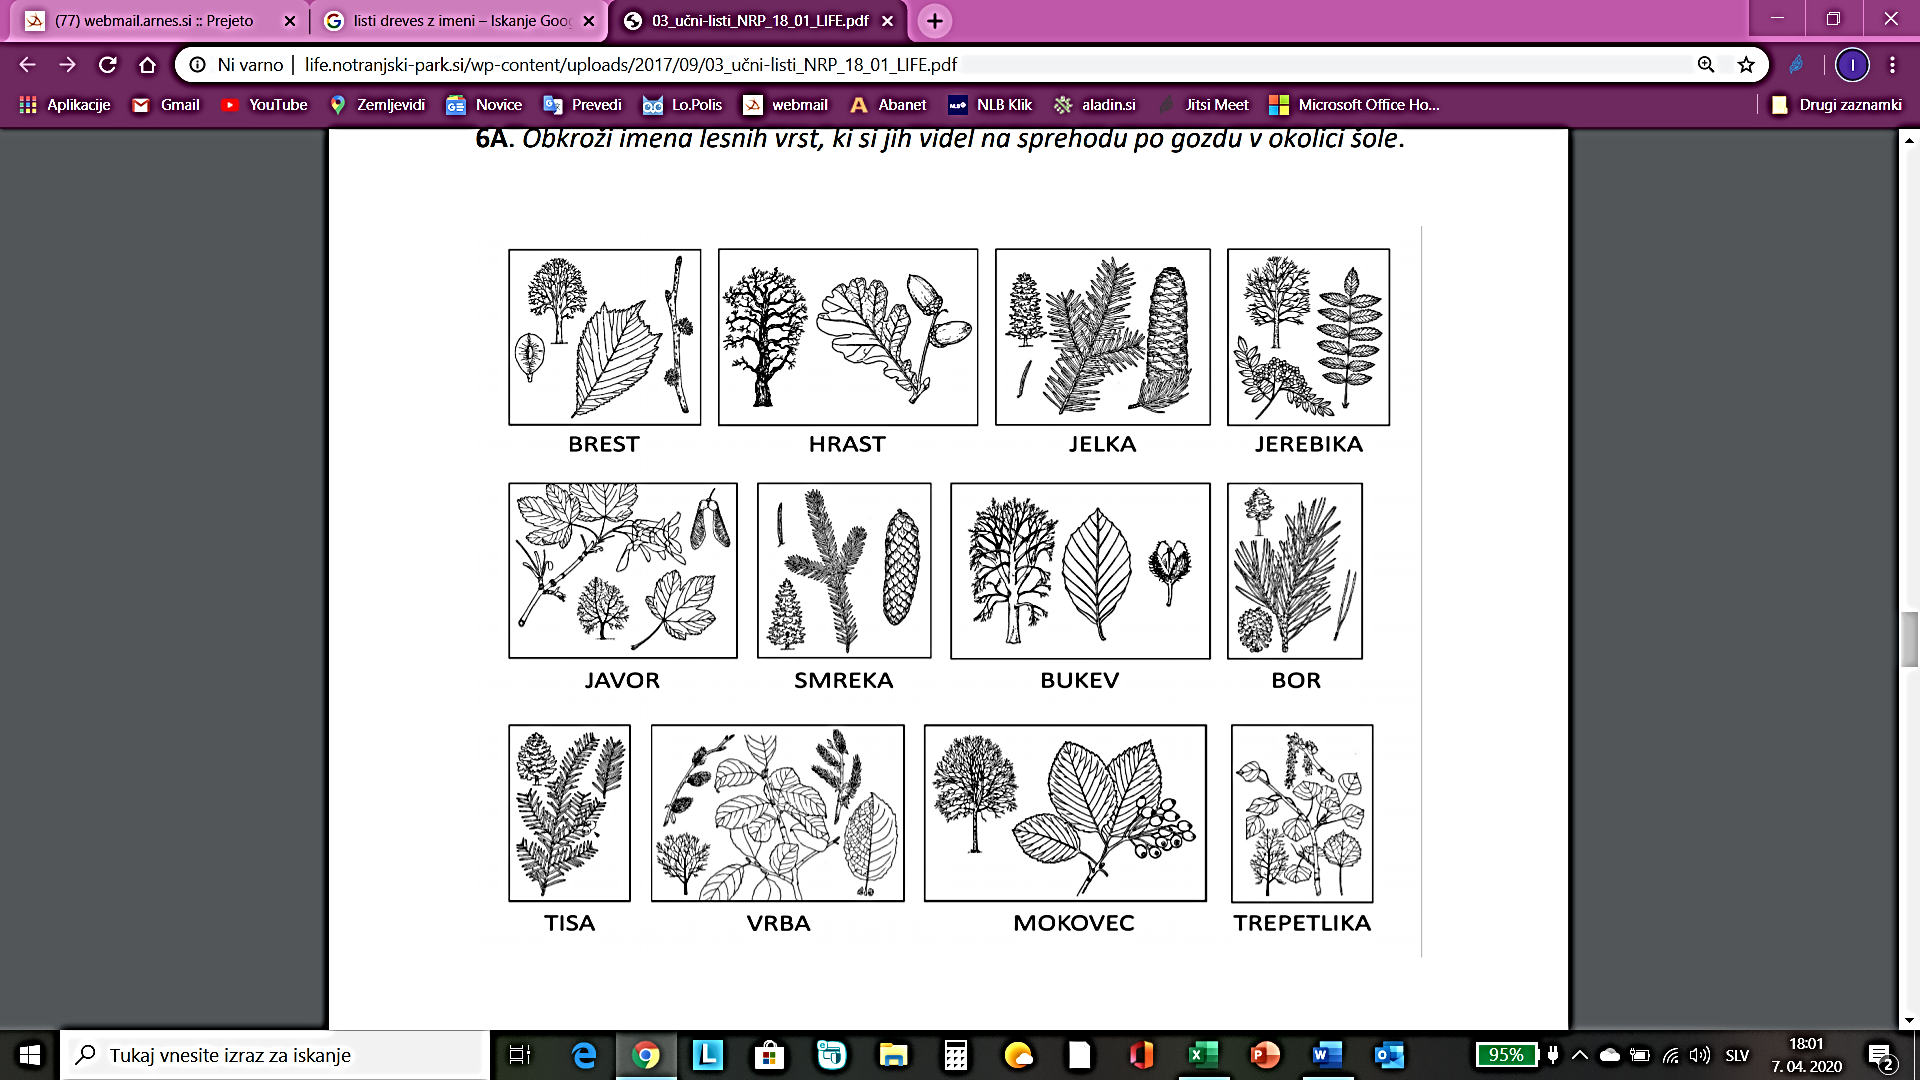 (77) webmail.arnes.si :: Prejeto
listi dreves z imeni – Iskanje Goog
03_učni-listi_NRP_18_01_LIFE.pdf
Ni varno | life.notranjski-park.si/wp-content/uploads/2017/09/03_učni-listi_NRP_18_01_LIFE.pdf
I
Aplikacije Gmail YouTube Zemljevidi Novice Prevedi Lo.Polis webmail Abanet NLB Klik aladin.si Jitsi Meet Microsoft Office Ho... Drugi zaznamki
6A. Obkroži imena lesnih vrst, ki si jih videl na sprehodu po gozdu v okolici šole.
BREST HRAST JELKA JEREBIKA
JAVOR SMREKA BUKEV BOR
TISA VRBA MOKOVEC TREPETLIKA
Tukaj vnesite izraz za iskanje
95%
SLV
18:01
7. 04. 2020
2